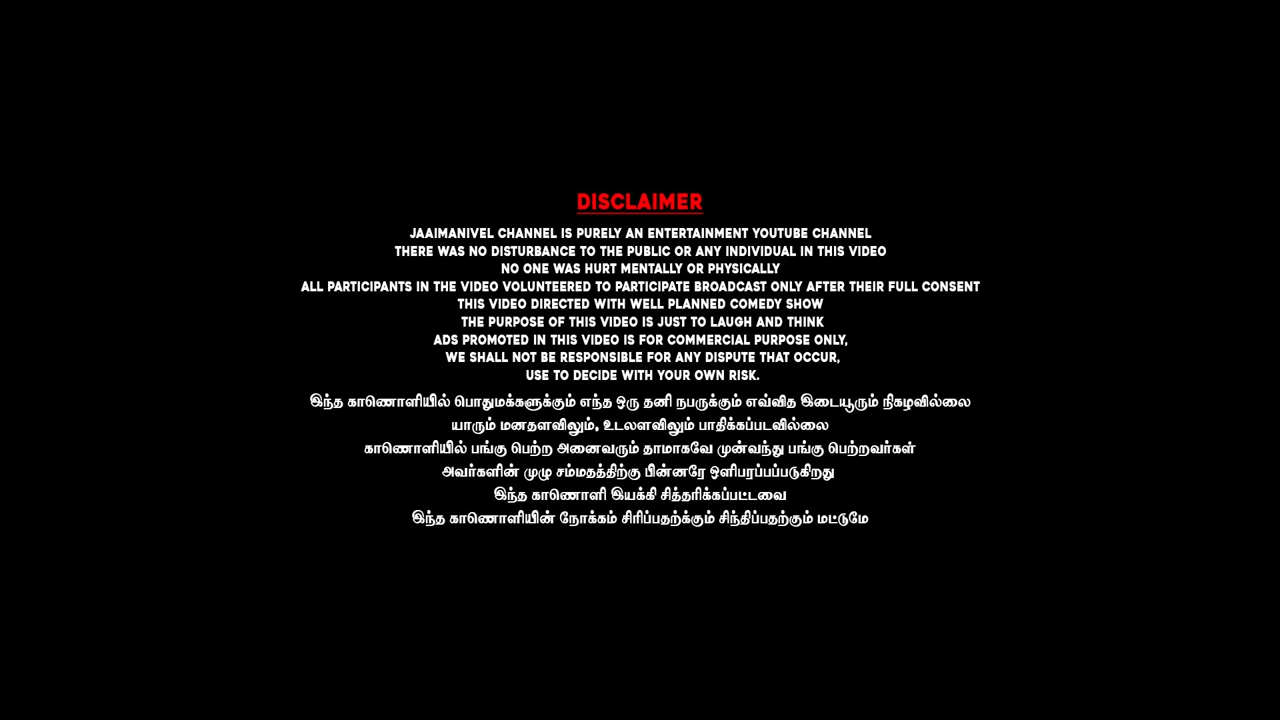 DISCLAIMER
JAAIMANIVEL CHANNEL IS PURELY AN ENTERTAINMENT YOUTUBE CHANNEL
THERE WAS NO DISTURBANCE TO THE PUBLIC OR ANY INDIVIDUAL IN THIS VIDEO
NO ONE WAS HURT MENTALLY OR PHYSICALLY
ALL PARTICIPANTS IN THE VIDEO VOLUNTEERED TO PARTICIPATE BROADCAST ONLY AFTER THEIR FULL CONSENT
THIS VIDEO DIRECTED WITH WELL PLANNED COMEDY SHOW
THE PURPOSE OF THIS VIDEO IS JUST TO LAUGH AND THINK
ADS PROMOTED IN THIS VIDEO IS FOR COMMERCIAL PURPOSE ONLY,
WE SHALL NOT BE RESPONSIBLE FOR ANY DISPUTE THAT OCCUR,
USE TO DECIDE WITH YOUR OWN RISK.
இந்த காணொளியில் பொதுமக்களுக்கும் எந்த ஒரு தனி நபருக்கும் எவ்வித இடையூரும் நிகழவில்லை
யாரும் மனதளவிலும், உடலளவிலும் பாதிக்கப்படவில்லை
காணொளியில் பங்கு பெற்ற அனைவரும் தாமாகவே முன்வந்து பங்கு பெற்றவர்கள்
அவர்களின் முழு சம்மதத்திற்கு பின்னரே ஒளிபரப்பப்படுகிறது
இந்த காணொளி இயக்கி சித்தரிக்கப்பட்டவை
இந்த காணொளியின் நோக்கம் சிரிப்பதற்க்கும் சிந்திப்பதற்கும் மட்டுமே